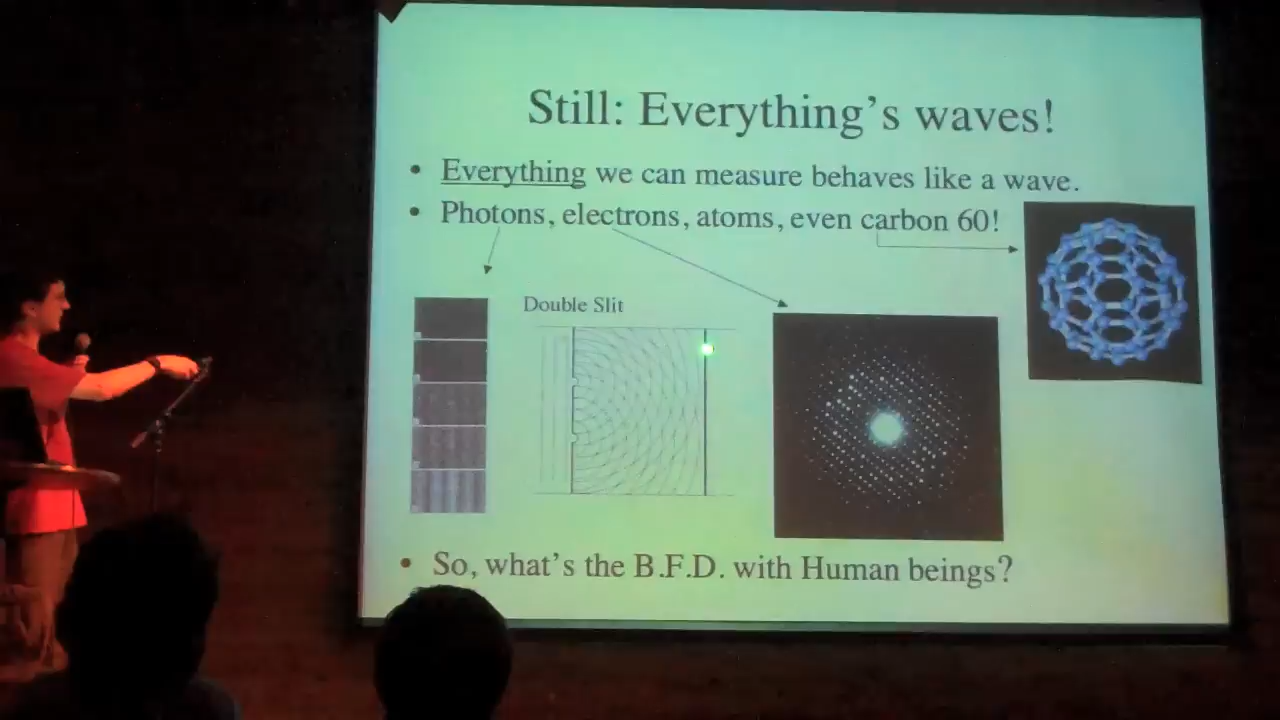 Still: Everything's waves!
• Everything we can measure behaves like a wave.
• Photons, electrons, atoms, even carbon 60!
Double Slit
• So, what's the B.F.D. with Human beings?